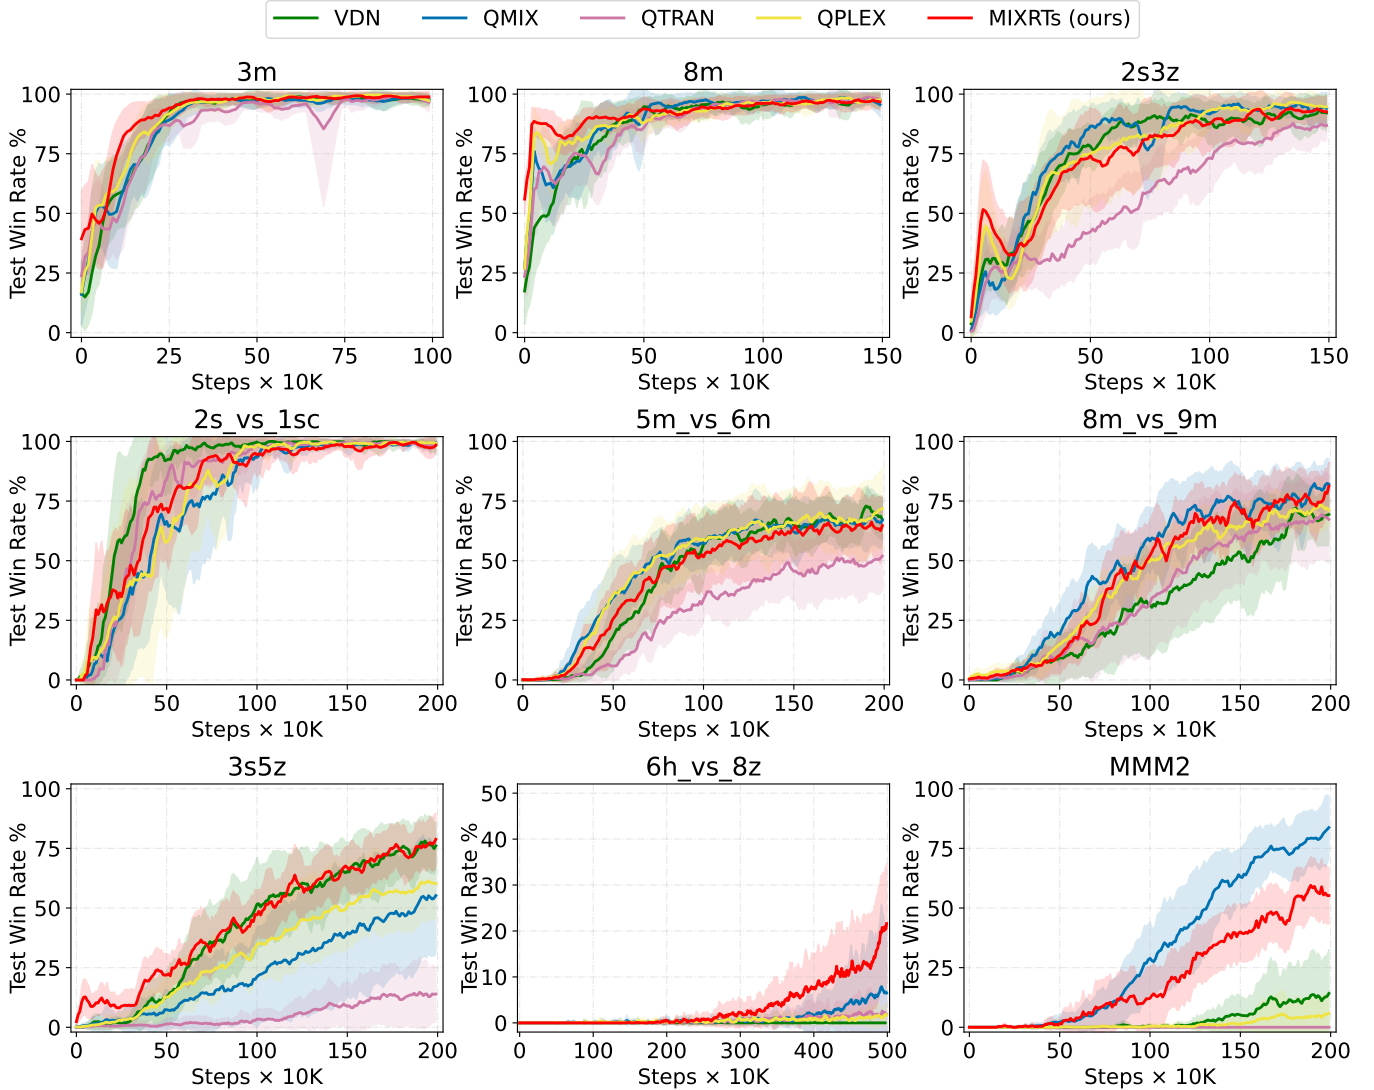 VDN QMIX QTRAN QPLEX MIXRTs (ours)
3m 8m 2s3z
Test Win Rate % 100 75 50 25 0
Test Win Rate % 100 75 50 25 0
Test Win Rate % 100 75 50 25 0
0 25 50 75 100 0 50 100 150 0 50 100 150
Steps × 10K Steps × 10K Steps × 10K
2s_vs_1sc 5m_vs_6m 8m_vs_9m
Test Win Rate % 100 75 50 25 0
Test Win Rate % 100 75 50 25 0
Test Win Rate % 100 75 50 25 0
0 50 100 150 200 0 50 100 150 200 0 50 100 150 200
Steps × 10K Steps × 10K Steps × 10K
3s5z 6h_vs_8z MMM2
Test Win Rate % 100 75 50 25 0
Test Win Rate % 50 40 30 20 10 0
Test Win Rate % 100 75 50 25 0
0 50 100 150 200 0 100 200 300 400 500 0 50 100 150 200
Steps × 10K Steps × 10K Steps × 10K